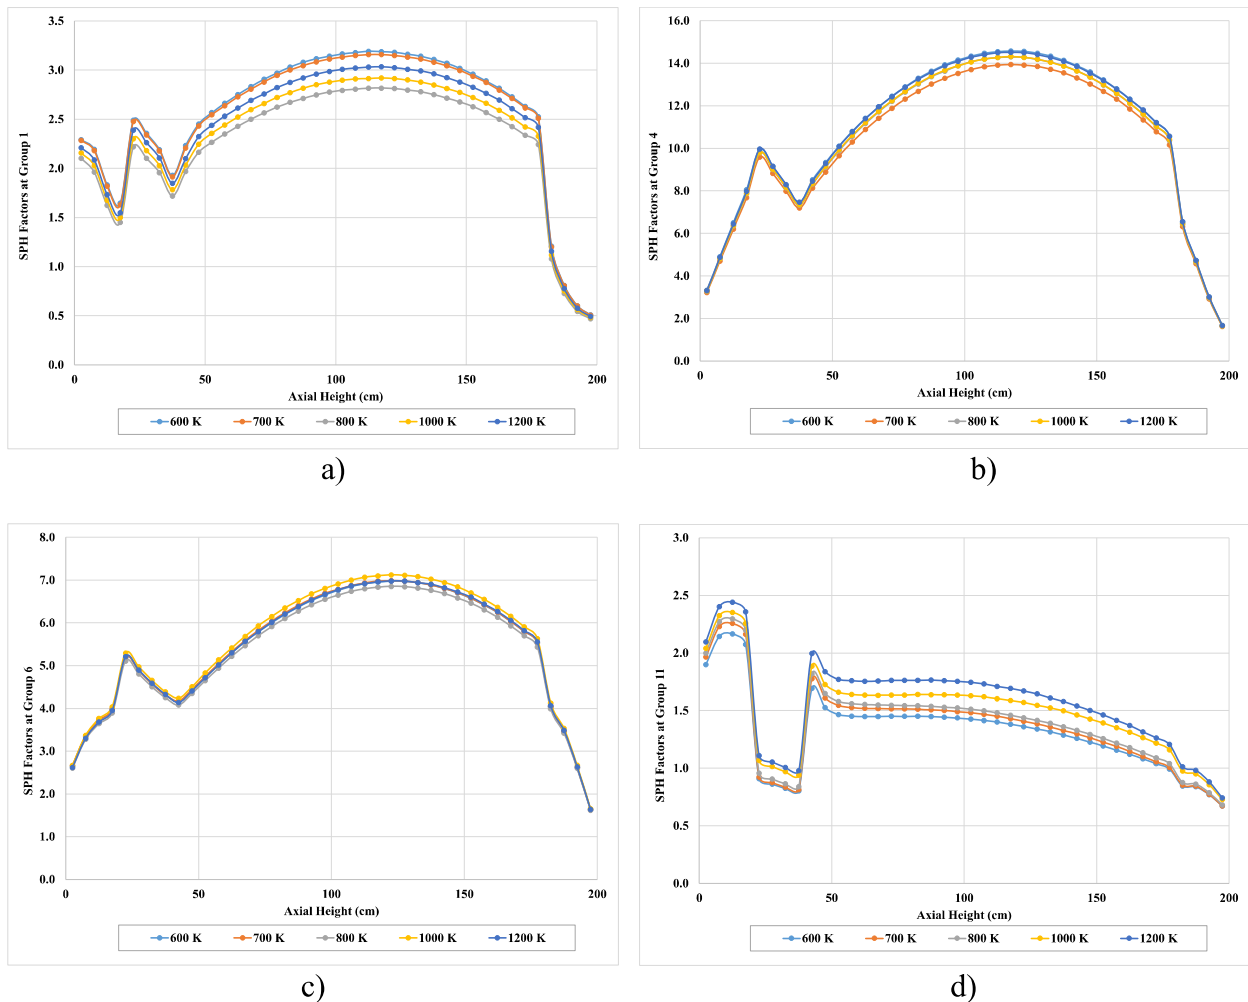 3.5
3.0
2.5
2.0
1.5
1.0
0.5
0.0
SPH Factors at Group 1
0 50 100 150 200
Axial Height (cm)
600 K 700 K 800 K 1000 K 1200 K
a)
16.0
14.0
12.0
10.0
8.0
6.0
4.0
2.0
0.0
SPH Factors at Group 4
0 50 100 150 200
Axial Height (cm)
600 K 700 K 800 K 1000 K 1200 K
b)
8.0
7.0
6.0
5.0
4.0
3.0
2.0
1.0
0.0
SPH Factors at Group 6
0 50 100 150 200
Axial Height (cm)
600 K 700 K 800 K 1000 K 1200 K
c)
3.0
2.5
2.0
1.5
1.0
0.5
0.0
SPH Factors at Group 11
0 50 100 150 200
Axial Height (cm)
600 K 700 K 800 K 1000 K 1200 K
d)